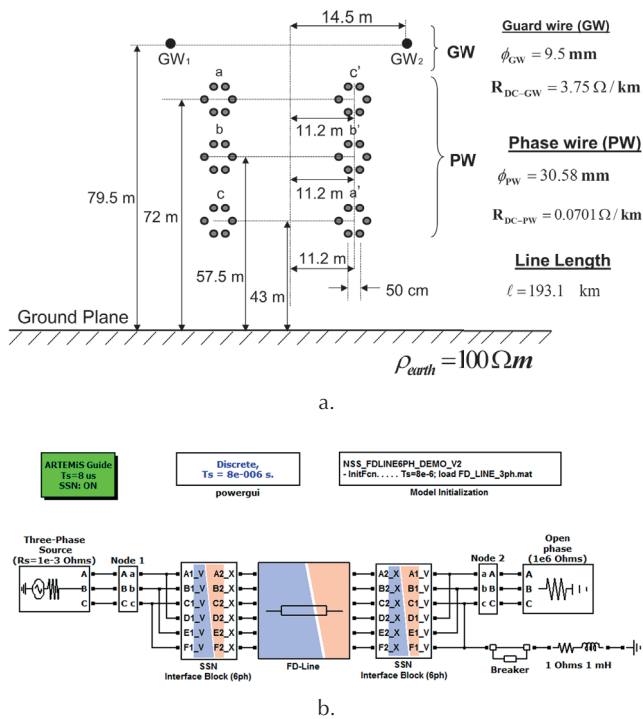 14.5 m
Guard wire (GW)
GW₁
GW₂
GW
ϕ_GW = 9.5 mm
R_DC-GW = 3.75 Ω / km
a
c'
11.2 m
b
b'
PW
Phase wire (PW)
ϕ_PW = 30.58 mm
11.2 m
79.5 m
c
a'
R_DC-PW = 0.0701 Ω / km
72 m
11.2 m
Line Length
57.5 m
43 m
50 cm
ℓ = 193.1 km
Ground Plane
ρ_earth = 100 Ωm
a.
ARTEMiS Guide
Ts=8 us
SSN: ON
Discrete,
Ts = 8e-006 s.
powergui
NSS_FDLINE6PH_DEMO_V2
- InitFcn. . . . . Ts=8e-6; load FD_LINE_3ph.mat
Model Initialization
Three-Phase
Source
(Rs=1e-3 Ohms)
Node 1
Node 2
Open
phase
(1e6 Ohms)
A A a A1_V A2_X A2_X A1_V a A A
B B b B1_V B2_X B2_X B1_V b B B
C C c C1_V C2_X C2_X C1_V c C C
D1_V D2_X D2_X D1_V
E1_V E2_X E2_X E1_V
F1_V F2_X F2_X F1_V
SSN
Interface Block (6ph)
FD-Line
SSN
Interface Block (6ph)
Breaker
1 Ohms 1 mH
b.